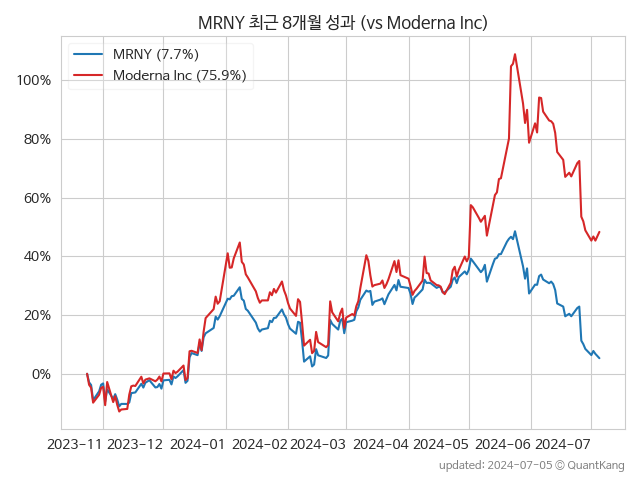 MRNY 최근 8개월 성과 (vs Moderna Inc)
MRNY (7.7%)
Moderna Inc (75.9%)
100%
80%
60%
40%
20%
0%
2023-11 2023-12 2024-01 2024-02 2024-03 2024-04 2024-05 2024-06 2024-07
updated: 2024-07-05 © QuantKang